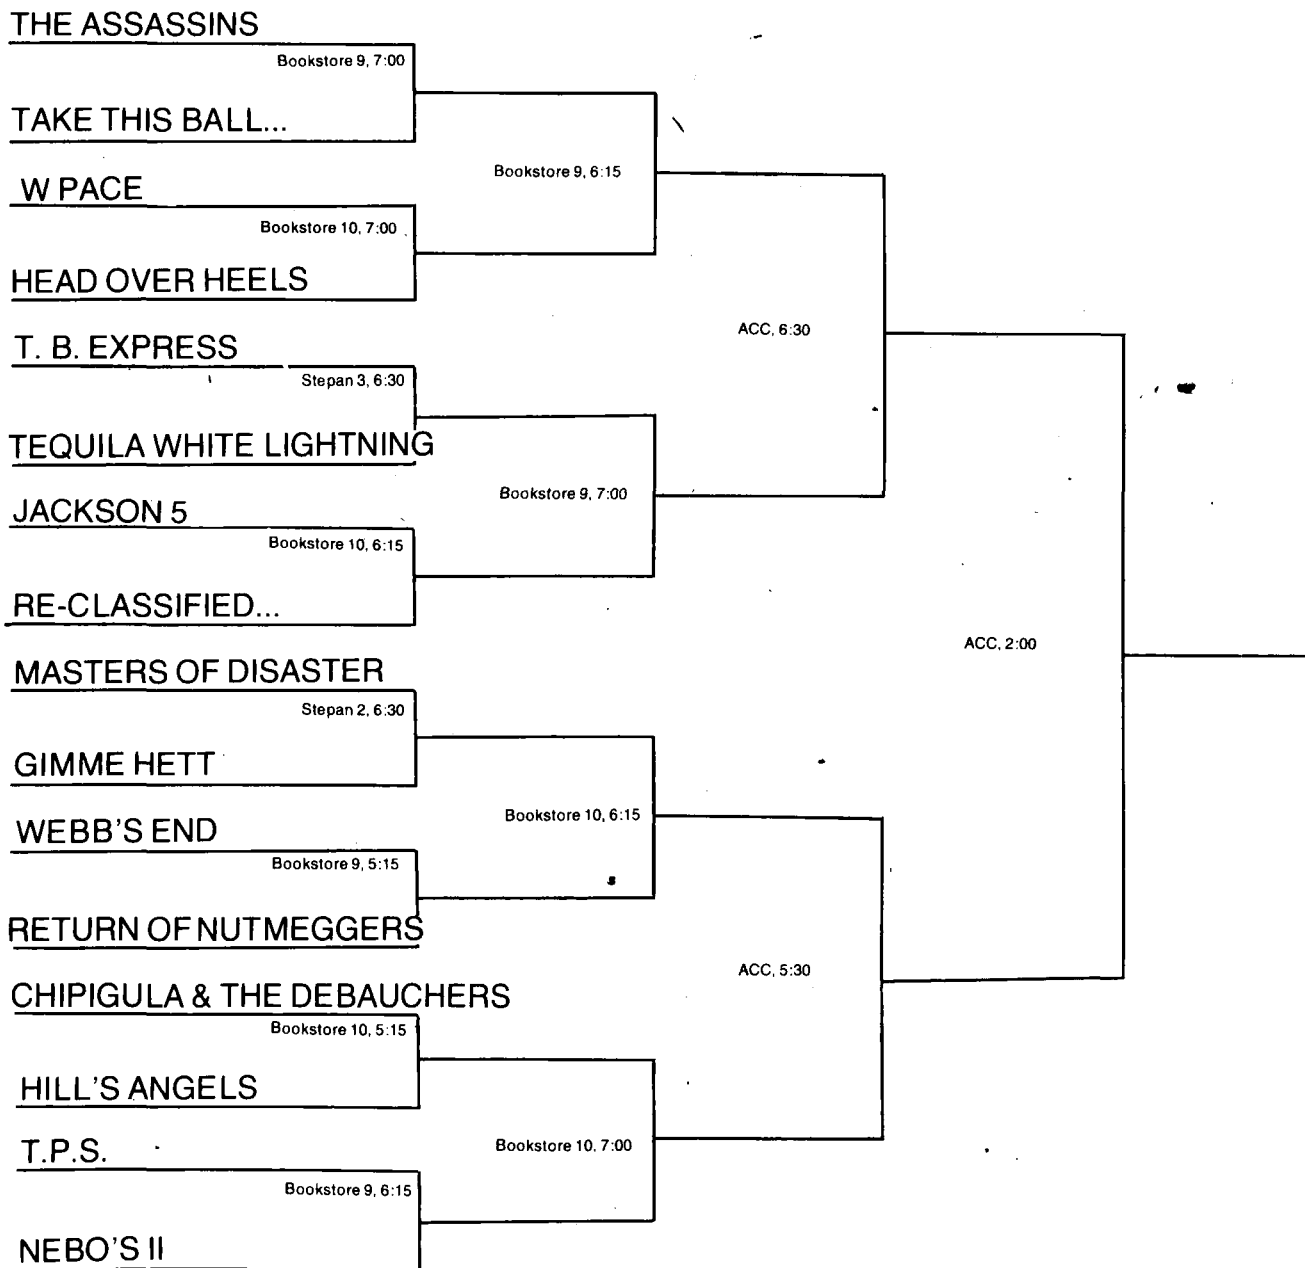 THE ASSASSINS
Bookstore 9, 7:00
TAKE THIS BALL...
Bookstore 9, 6:15
W PACE
Bookstore 10, 7:00
HEAD OVER HEELS
ACC, 6:30
T. B. EXPRESS
Stepan 3, 6:30
TEQUILA WHITE LIGHTNING
Bookstore 9, 7:00
JACKSON 5
Bookstore 10, 6:15
RE-CLASSIFIED...
ACC, 2:00
MASTERS OF DISASTER
Stepan 2, 6:30
GIMME HETT
Bookstore 10, 6:15
WEBB'S END
Bookstore 9, 5:15
RETURN OF NUTMEGGERS
ACC, 5:30
CHIPIGULA & THE DEBAUCHERS
Bookstore 10, 5:15
HILL'S ANGELS
Bookstore 10, 7:00
T.P.S.
Bookstore 9, 6:15
NEBO'S II